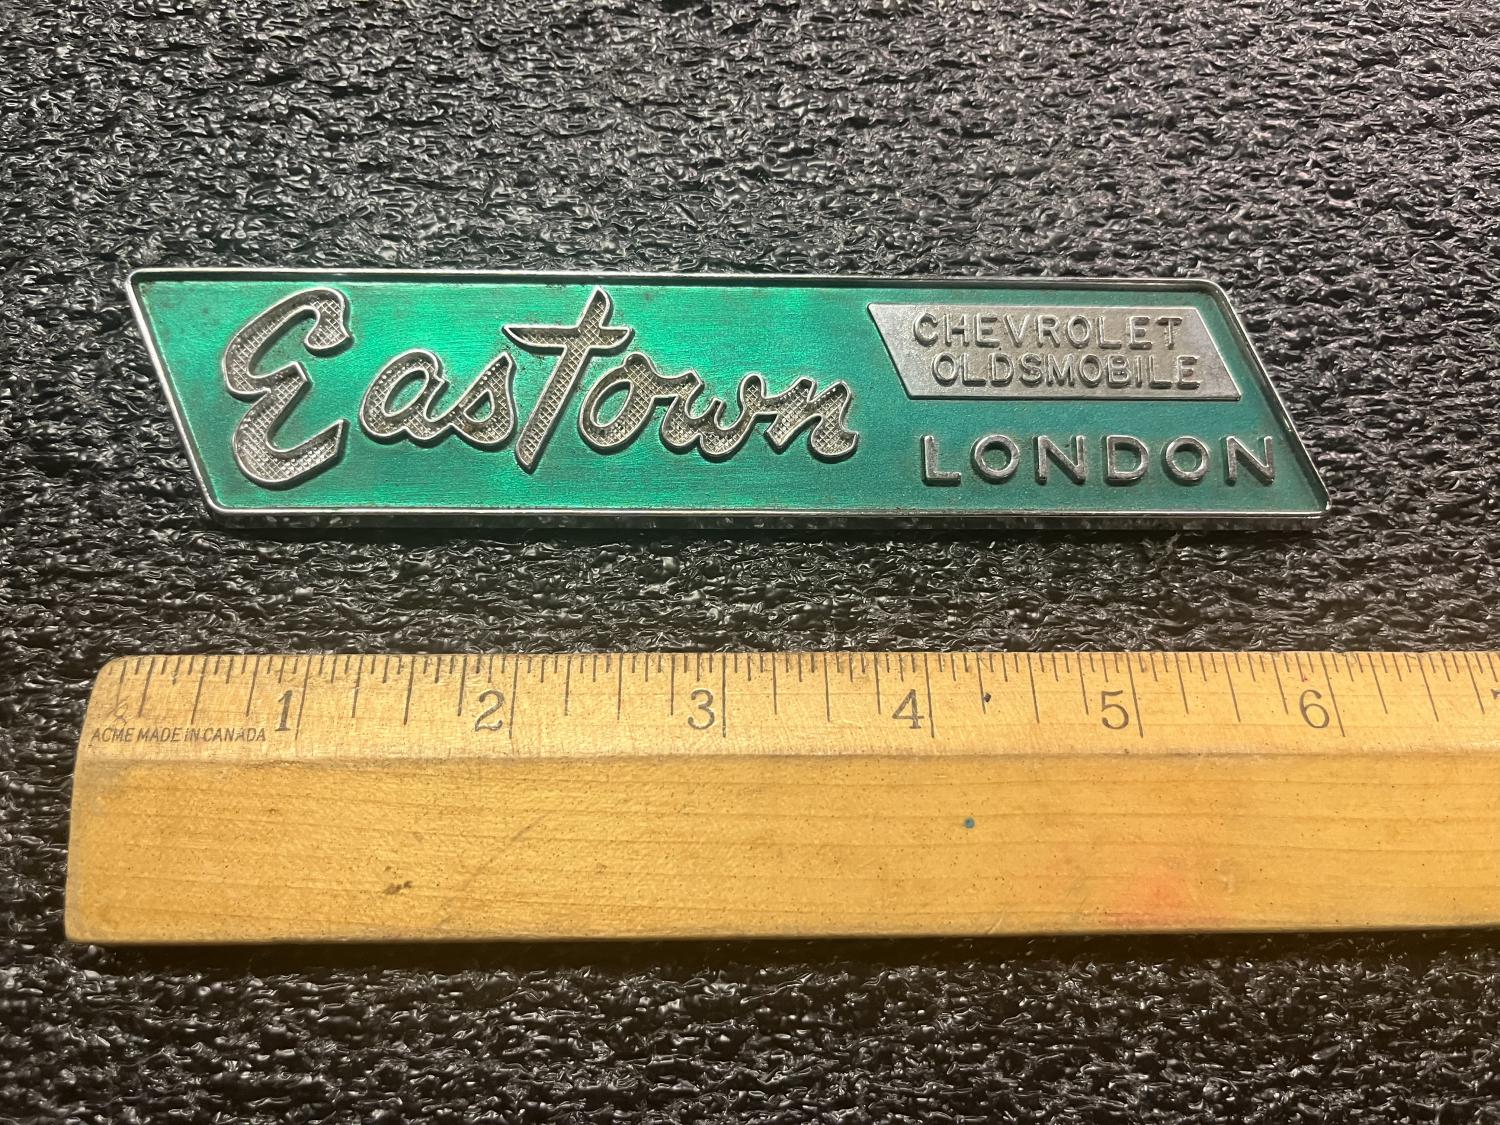 Eastown
CHEVROLET
OLDSMOBILE
LONDON
1 2 3 4 5 6
ACME MADE IN CANADA